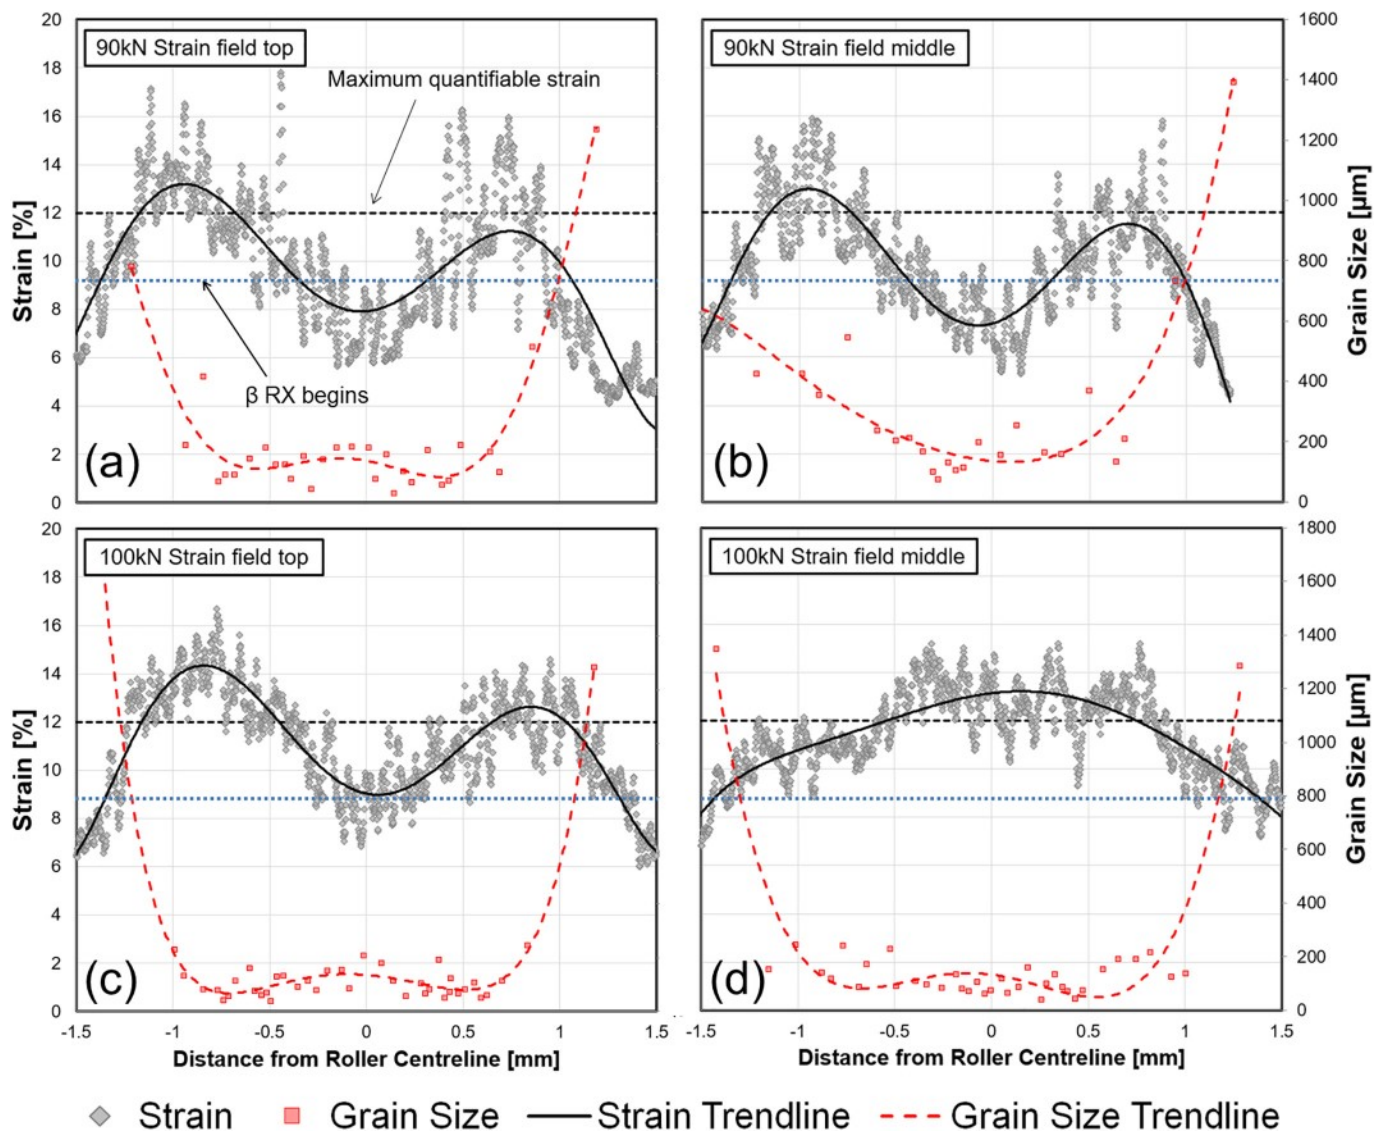 90kN Strain field top
90kN Strain field middle
Maximum quantifiable strain
β RX begins
(a)
(b)
Strain [%]
20
18
16
14
12
10
8
6
4
2
0
Grain Size [µm]
1600
1400
1200
1000
800
600
400
200
0
100kN Strain field top
100kN Strain field middle
(c)
(d)
Strain [%]
20
18
16
14
12
10
8
6
4
2
0
Grain Size [µm]
1800
1600
1400
1200
1000
800
600
400
200
0
-1.5 -1 -0.5 0 0.5 1 1.5
-1.5 -1 -0.5 0 0.5 1 1.5
Distance from Roller Centreline [mm]
Distance from Roller Centreline [mm]
Strain Grain Size Strain Trendline Grain Size Trendline